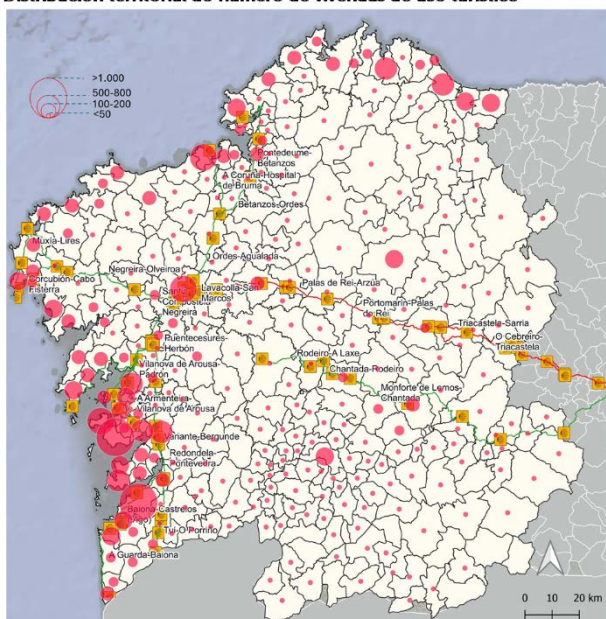 Distribución territorial do número de vivendas de uso turístico
>1.000
500-800
100-200
<50
Pontedeume-
Betanzos
A Coruña-Hospital
de Bruma
Betanzos-Ordes
Muxía-Lires
Ordes-Agualada
Negreira-Olveiroa
Corcubión-Cabo
Fisterra
Lavacolla-San
Marcos
Palas de Rei-Arzúa
Negreira
Portomarín-Palas
de Rei
Triacastela-Sarria
O Cebreiro-
Triacastela
Puentecesures-
Herbón
Rodeiro-A Laxe
Vilanova de Arousa-
Padrón
Chantada-Rodeiro
Monforte de Lemos-
Chantada
A Armenteira-
Vilanova de Arousa
Variante-Bergunde
Redondela-
Pontevedra
Baiona-Castrelos
Tui-O Porriño
A Guarda-Baiona
0 10 20 km